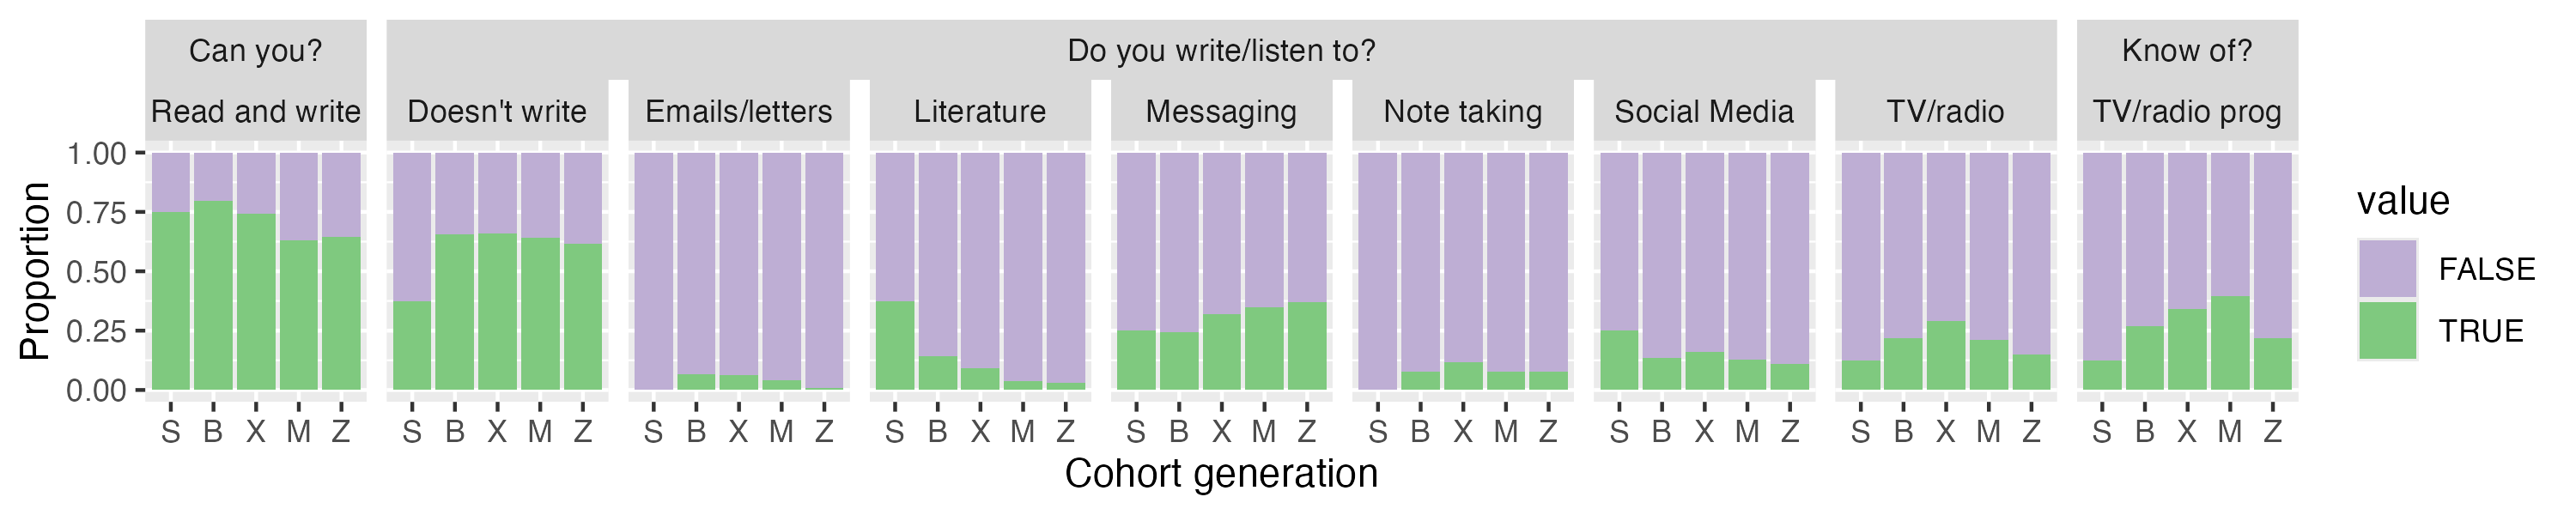 Can you?
Do you write/listen to?
Know of?
Read and write
Doesn't write
Emails/letters
Literature
Messaging
Note taking
Social Media
TV/radio
TV/radio prog
Proportion
1.00
0.75
0.50
0.25
0.00
S B X M Z
S B X M Z
S B X M Z
S B X M Z
S B X M Z
S B X M Z
S B X M Z
S B X M Z
S B X M Z
Cohort generation
value
FALSE
TRUE